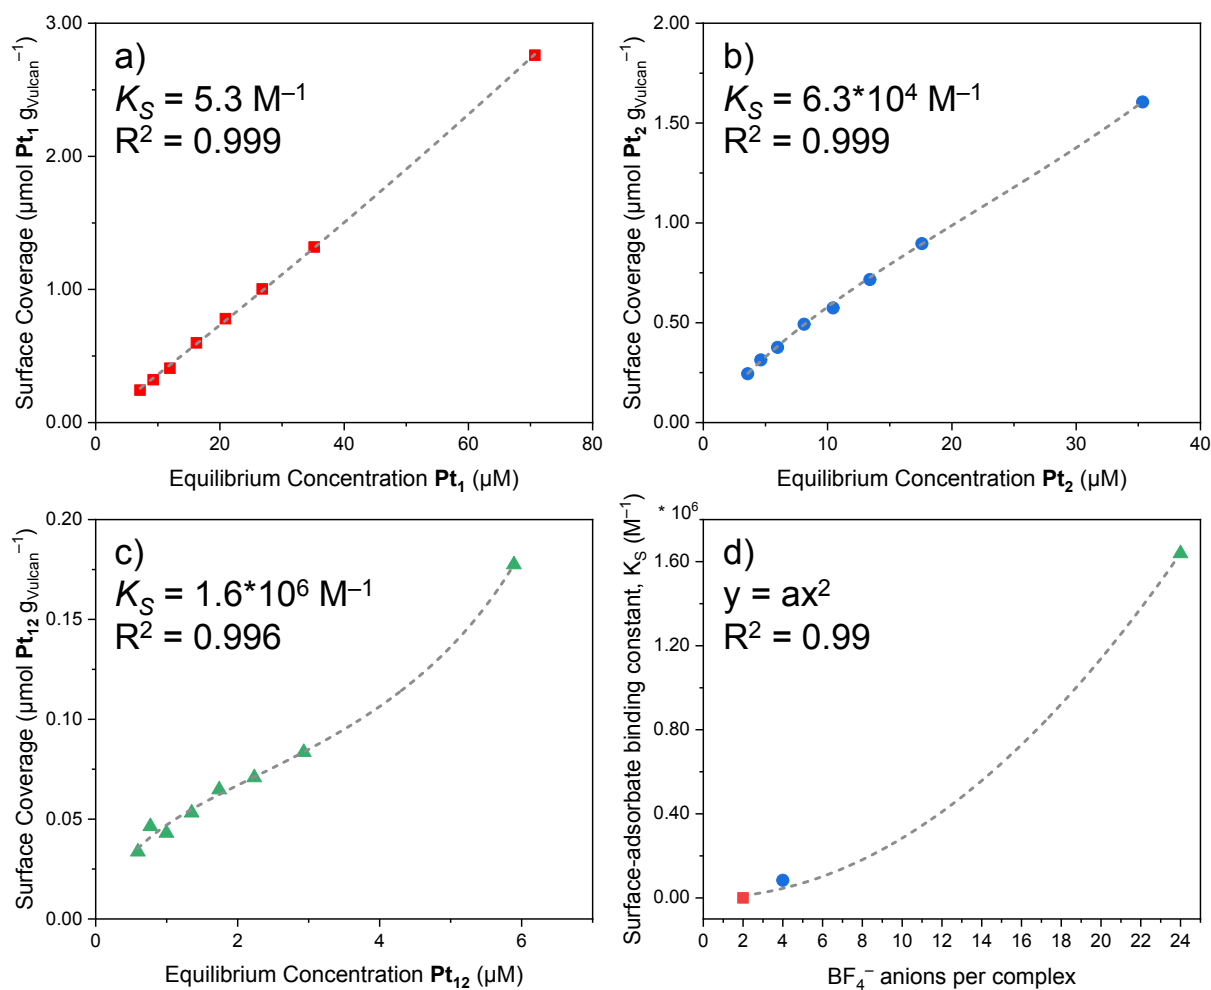 a)
K_S = 5.3 M⁻¹
R² = 0.999
Surface Coverage (µmol Pt₁ g_Vulcan⁻¹)
3.00
2.00
1.00
0.00
0 20 40 60 80
Equilibrium Concentration Pt₁ (µM)
b)
K_S = 6.3*10⁴ M⁻¹
R² = 0.999
Surface Coverage (µmol Pt₂ g_Vulcan⁻¹)
2.00
1.50
1.00
0.50
0.00
0 10 20 30 40
Equilibrium Concentration Pt₂ (µM)
c)
K_S = 1.6*10⁶ M⁻¹
R² = 0.996
Surface Coverage (µmol Pt₁₂ g_Vulcan⁻¹)
0.20
0.15
0.10
0.05
0.00
0 2 4 6
Equilibrium Concentration Pt₁₂ (µM)
* 10⁶
d)
y = ax²
R² = 0.99
Surface-adsorbate binding constant, K_S (M⁻¹)
1.60
1.20
0.80
0.40
0.00
0 2 4 6 8 10 12 14 16 18 20 22 24
BF₄⁻ anions per complex